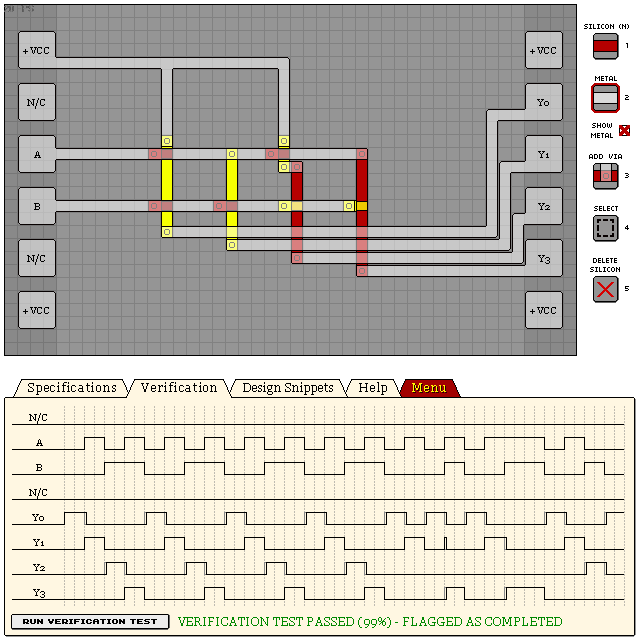 +VCC
N/C
A
B
N/C
+VCC
+VCC
Y0
Y1
Y2
Y3
+VCC
SILICON (N)
1
METAL
2
SHOW
METAL
ADD VIA
3
SELECT
4
DELETE
SILICON
5
Specifications
Verification
Design Snippets
Help
Menu
N/C
A
B
N/C
Y0
Y1
Y2
Y3
RUN VERIFICATION TEST
VERIFICATION TEST PASSED (99%) - FLAGGED AS COMPLETED